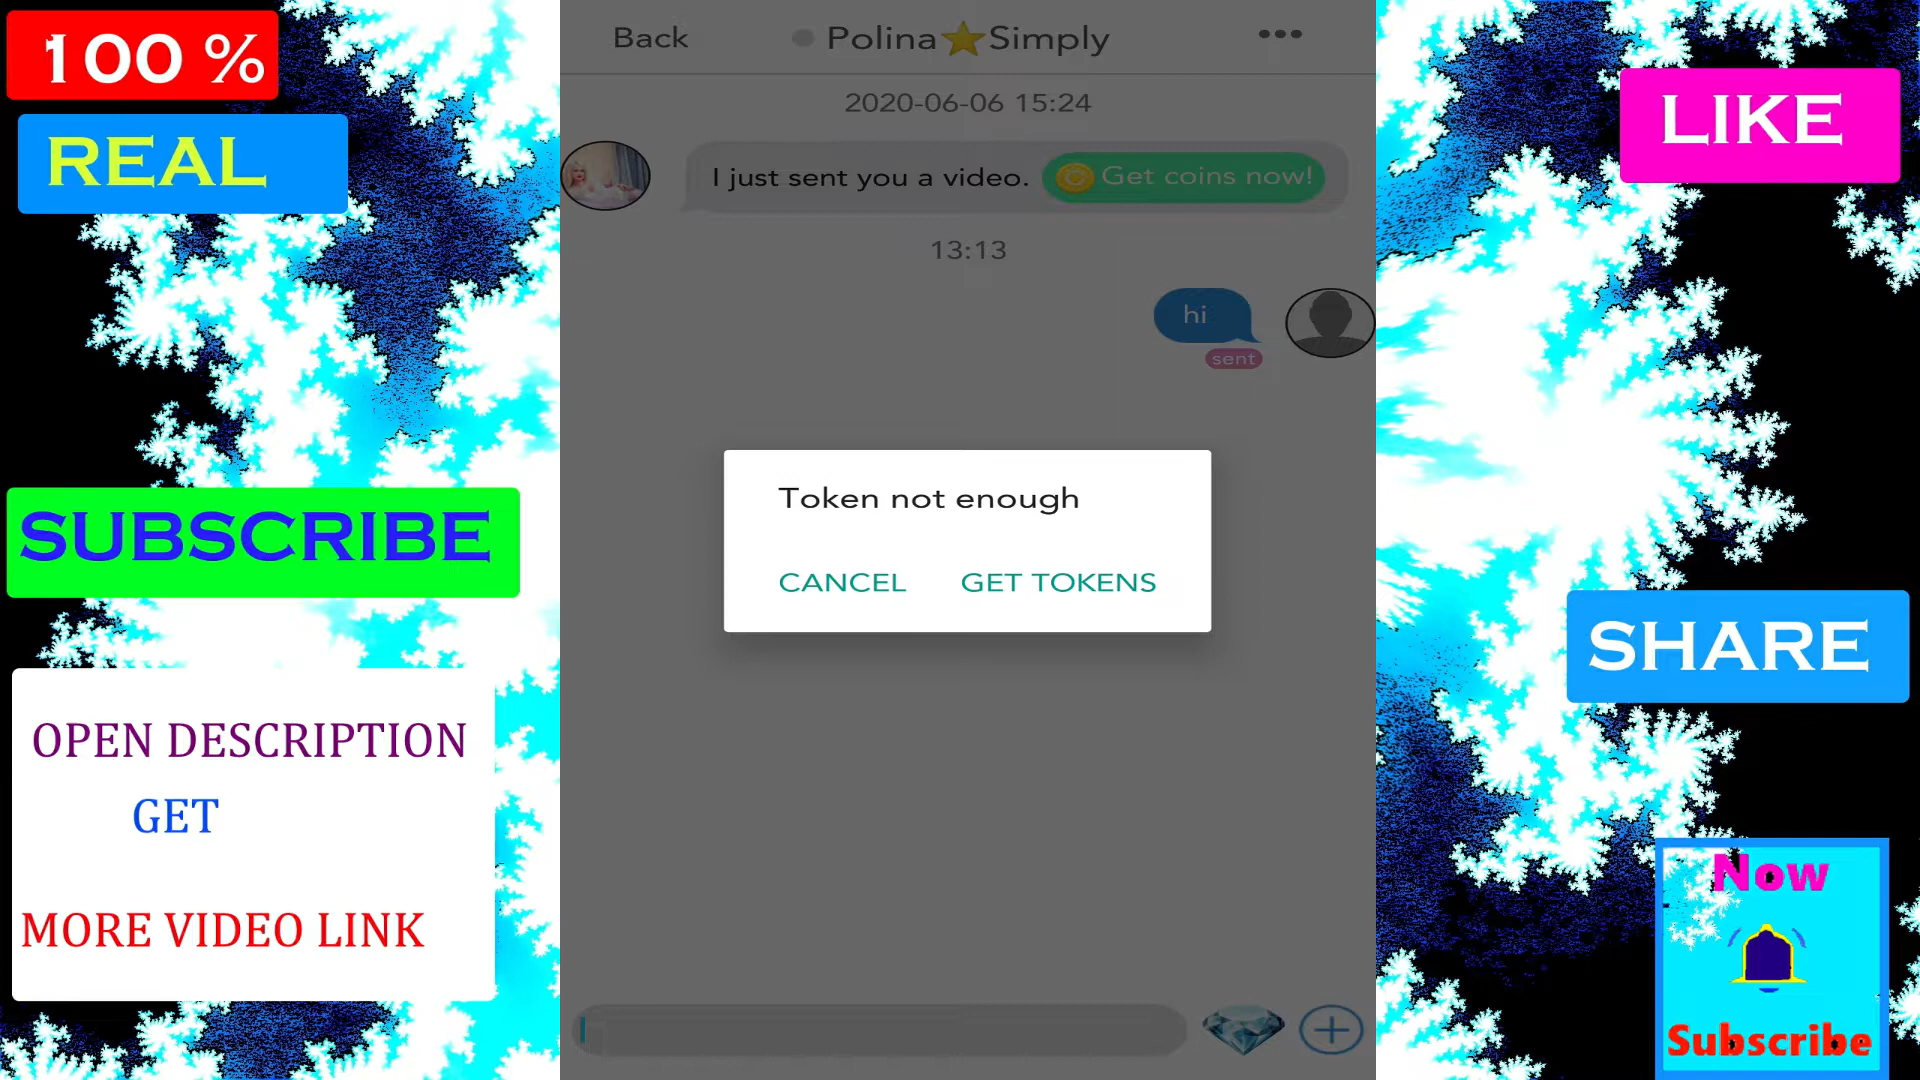 100 %
REAL
SUBSCRIBE
OPEN DESCRIPTION
GET
MORE VIDEO LINK
Back
Polina⭐Simply
2020-06-06 15:24
I just sent you a video. Get coins now!
13:13
hi
sent
Token not enough
CANCEL GET TOKENS
LIKE
SHARE
Now
Subscribe